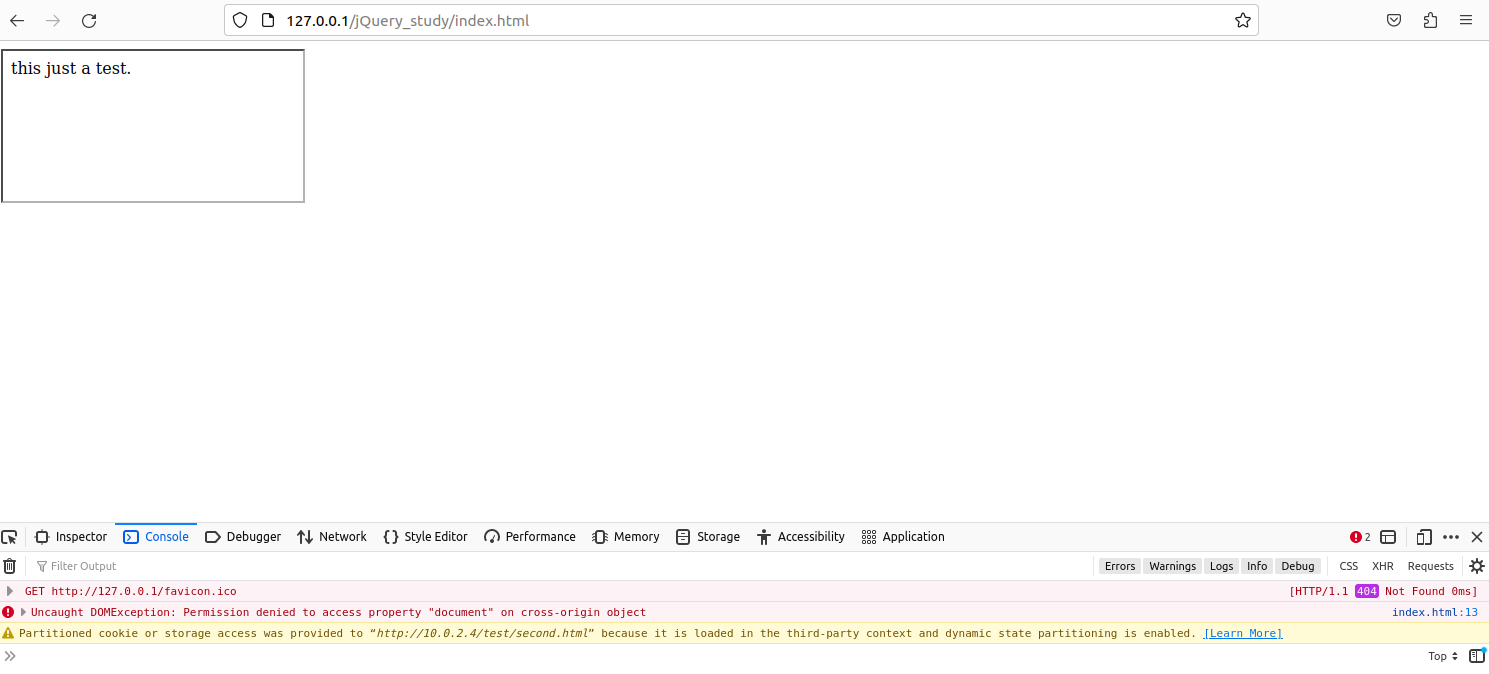 127.0.0.1/jQuery_study/index.html
this just a test.
Inspector Console Debugger Network Style Editor Performance Memory Storage Accessibility Application 2
Filter Output Errors Warnings Logs Info Debug CSS XHR Requests
GET http://127.0.0.1/favicon.ico [HTTP/1.1 404 Not Found 0ms]
Uncaught DOMException: Permission denied to access property "document" on cross-origin object index.html:13
Partitioned cookie or storage access was provided to “http://10.0.2.4/test/second.html” because it is loaded in the third-party context and dynamic state partitioning is enabled. [Learn More]
Top